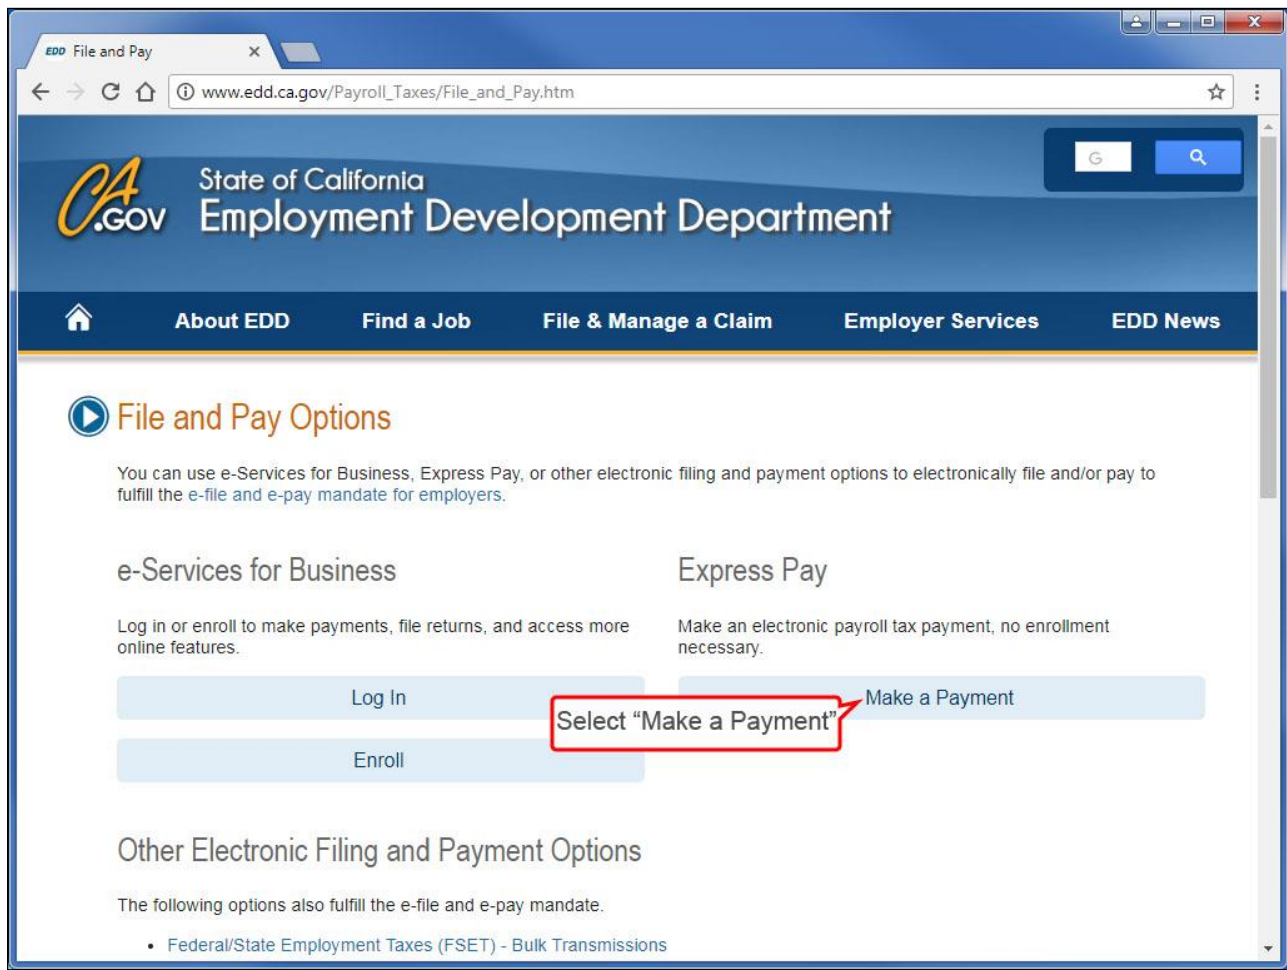 EDD File and Pay
www.edd.ca.gov/Payroll_Taxes/File_and_Pay.htm
CA.GOV
State of California
Employment Development Department
G
About EDD Find a Job File & Manage a Claim Employer Services EDD News
File and Pay Options
You can use e-Services for Business, Express Pay, or other electronic filing and payment options to electronically file and/or pay to
fulfill the e-file and e-pay mandate for employers.
e-Services for Business
Log in or enroll to make payments, file returns, and access more
online features.
Log In
Enroll
Express Pay
Make an electronic payroll tax payment, no enrollment
necessary.
Make a Payment
Select “Make a Payment”
Other Electronic Filing and Payment Options
The following options also fulfill the e-file and e-pay mandate.
• Federal/State Employment Taxes (FSET) - Bulk Transmissions